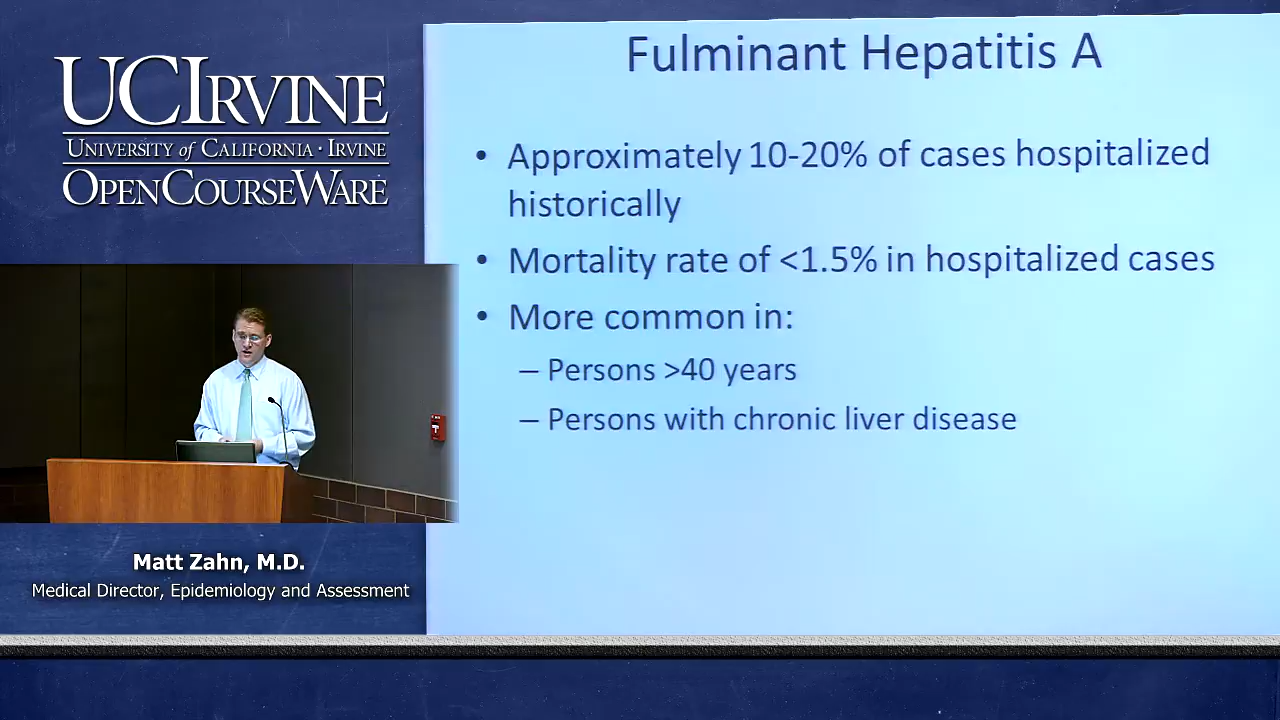 UCIRVINE
UNIVERSITY of CALIFORNIA · IRVINE
OPENCOURSEWARE
Matt Zahn, M.D.
Medical Director, Epidemiology and Assessment
Fulminant Hepatitis A
• Approximately 10-20% of cases hospitalized
historically
• Mortality rate of <1.5% in hospitalized cases
• More common in:
– Persons >40 years
– Persons with chronic liver disease